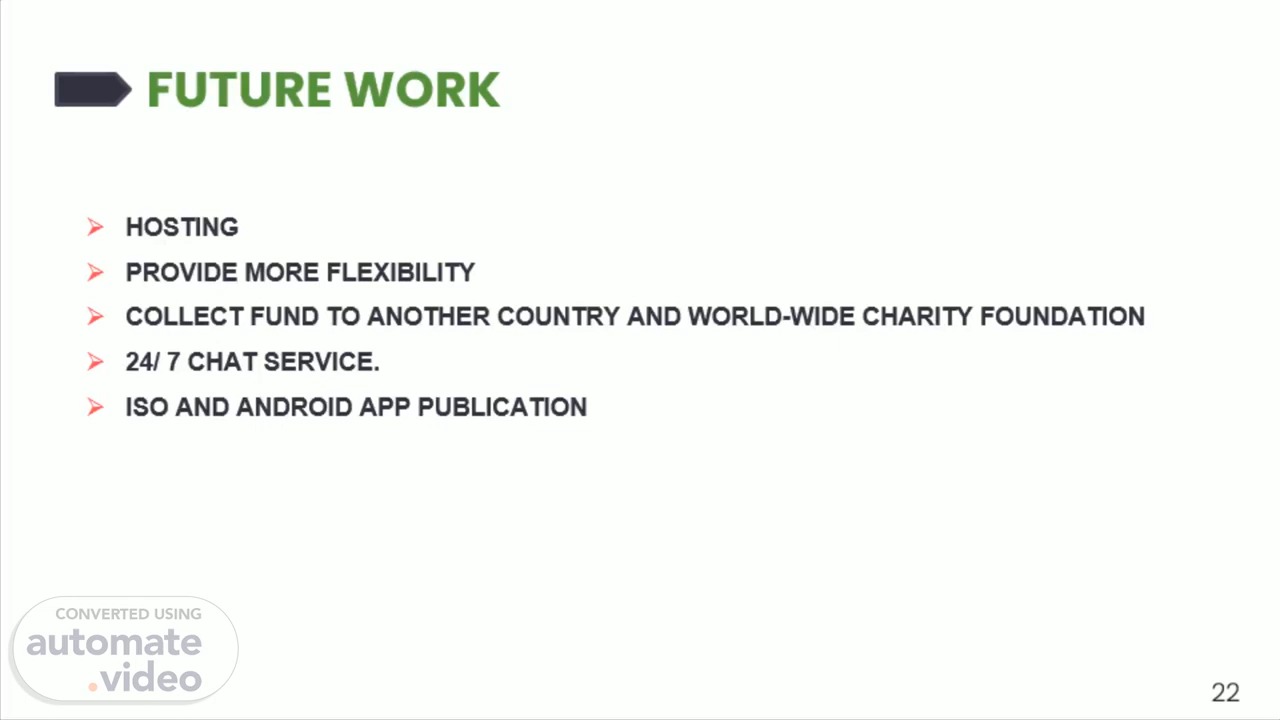 FUTURE WORK
HOSTING
PROVIDE MORE FLEXIBILITY
COLLECT FUND TO ANOTHER COUNTRY AND WORLD-WIDE CHARITY FOUNDATION
24/ 7 CHAT SERVICE.
ISO AND ANDROID APP PUBLICATION
CONVERTED USING
automate
.video
22